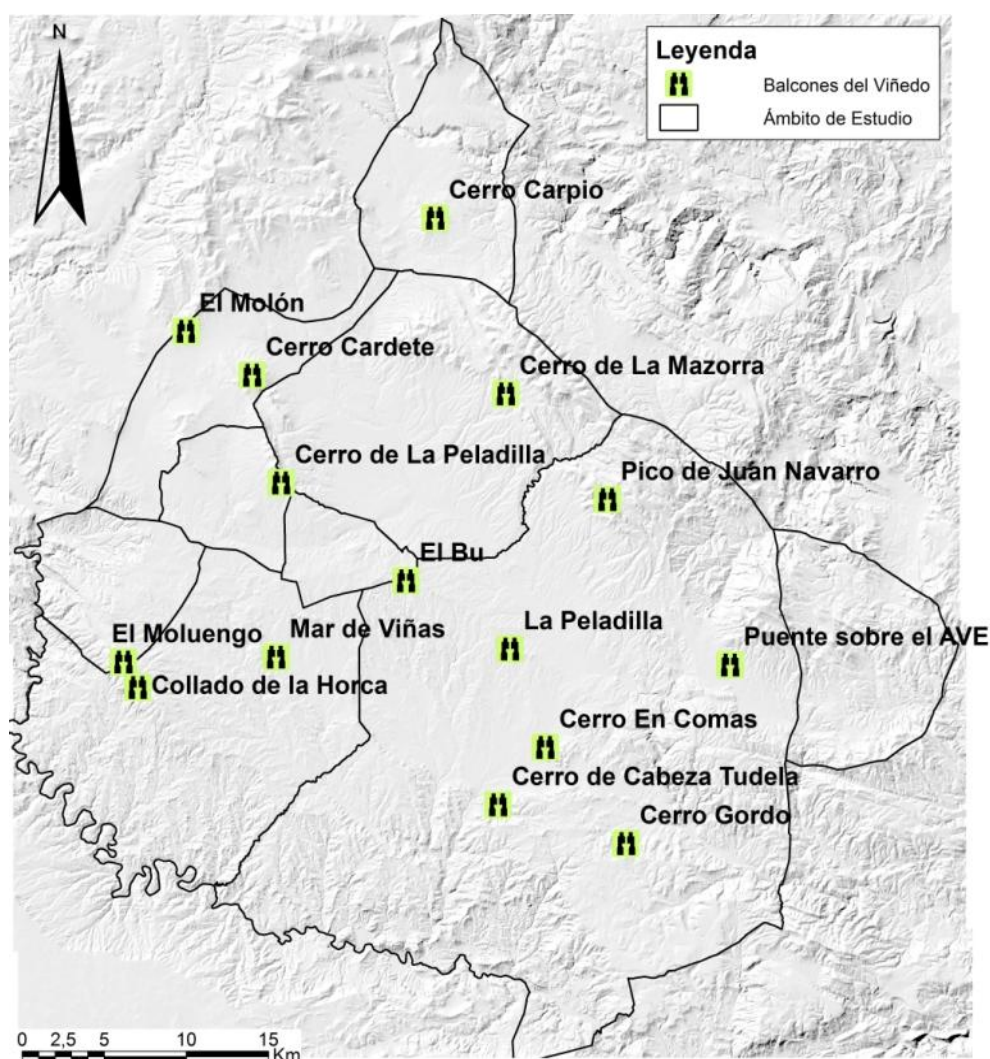 N
Leyenda
Balcones del Viñedo
Ámbito de Estudio
Cerro Carpio
El Molón
Cerro Cardete
Cerro de La Mazorra
Cerro de La Peladilla
Pico de Juán Navarro
El Bu
La Peladilla
Mar de Viñas
El Moluengo
Puente sobre el AVE
Collado de la Horca
Cerro En Comas
Cerro de Cabeza Tudela
Cerro Gordo
0 2,5 5 10 15
Km